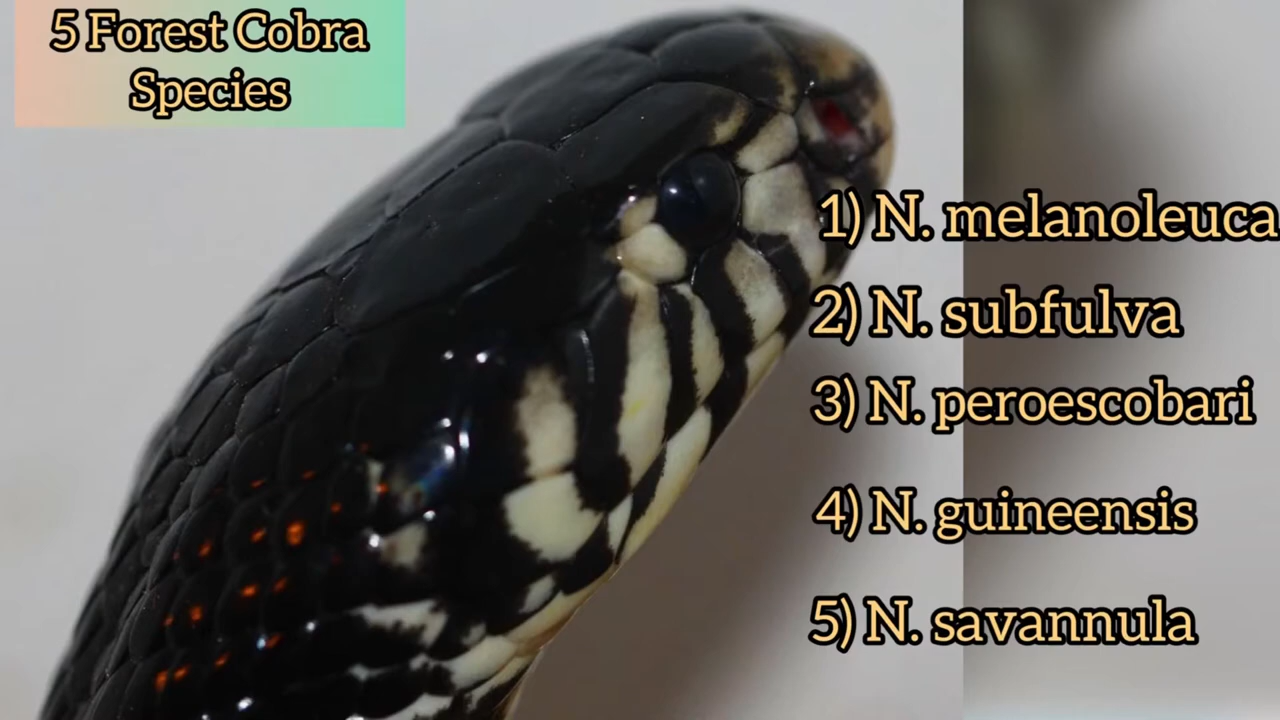 5 Forest Cobra
Species
1) N. melanoleuca
2) N. subfulva
3) N. peroescobari
4) N. guineensis
5) N. savannula